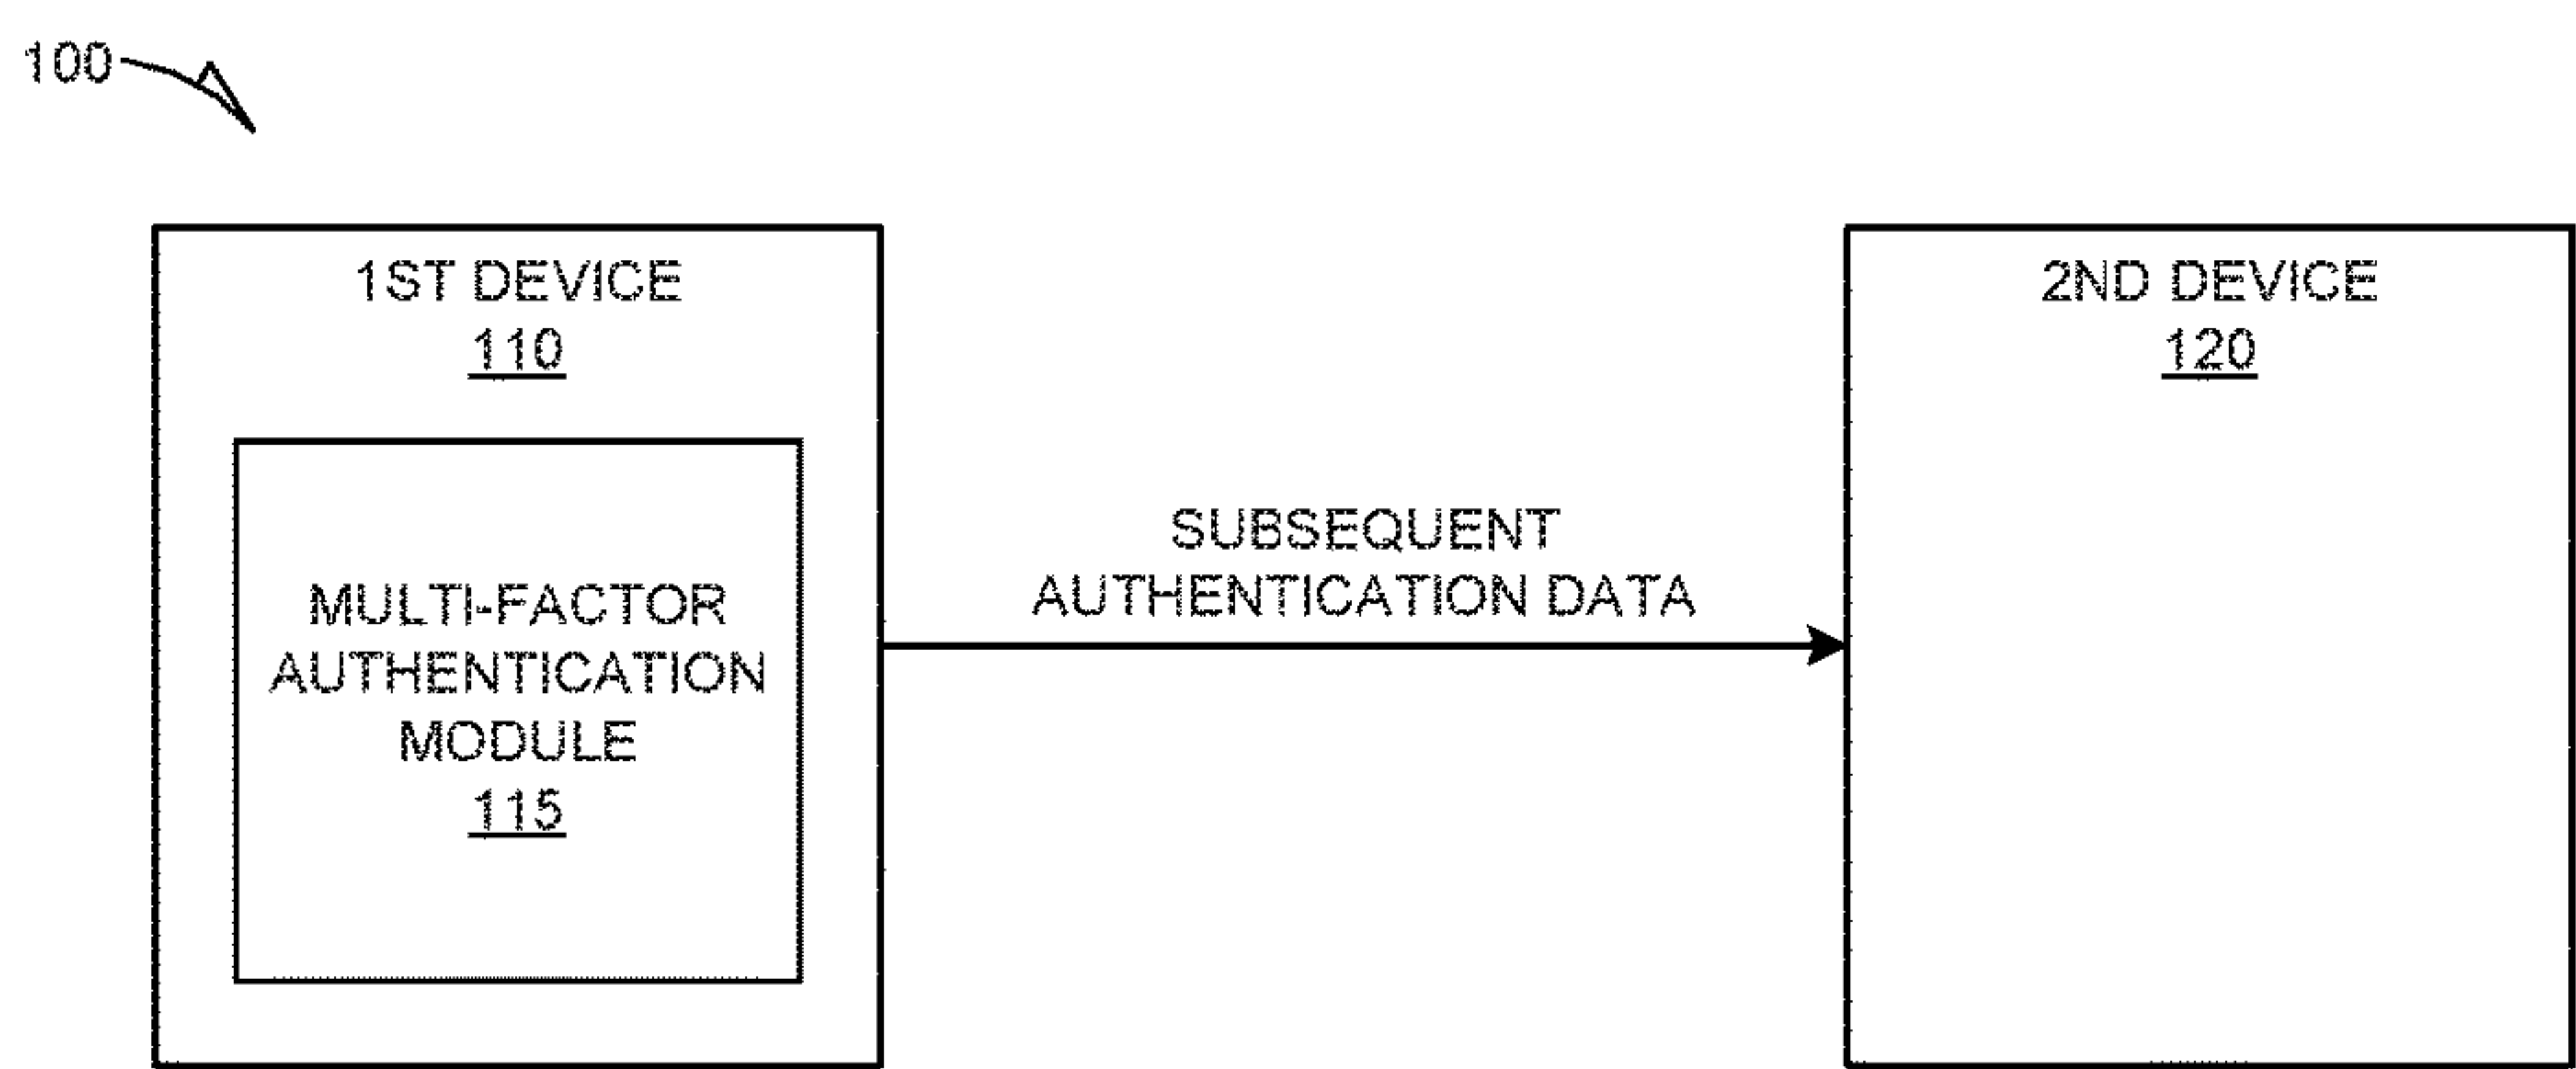 100
1ST DEVICE
110
MULTI-FACTOR
AUTHENTICATION
MODULE
115
SUBSEQUENT
AUTHENTICATION DATA
2ND DEVICE
120